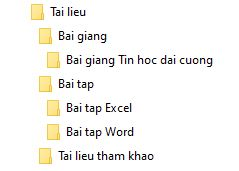 Tai lieu
Bai giang
Bai giang Tin hoc dai cuong
Bai tap
Bai tap Excel
Bai tap Word
Tai lieu tham khao